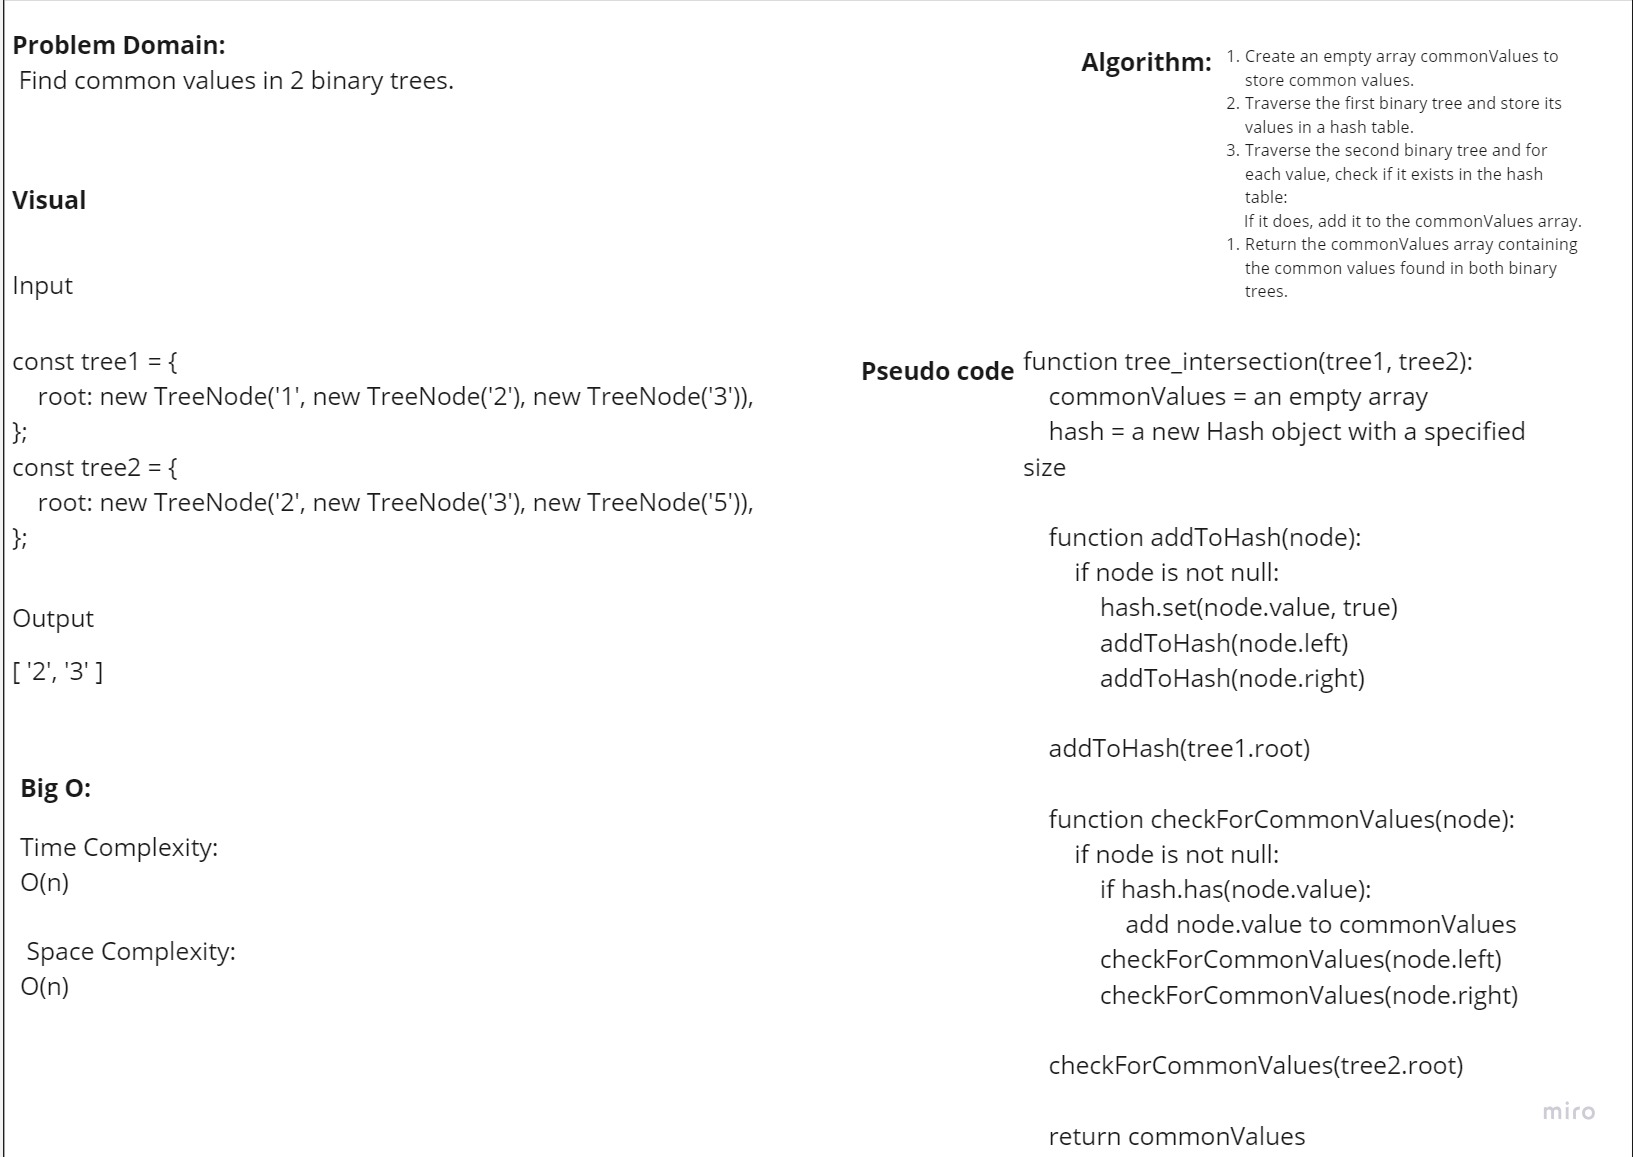 Problem Domain:
Find common values in 2 binary trees.
Visual
Input
const tree1 = {
root: new TreeNode('1', new TreeNode('2'), new TreeNode('3')),
};
const tree2 = {
root: new TreeNode('2', new TreeNode('3'), new TreeNode('5')),
};
Output
[ '2', '3' ]
Big O:
Time Complexity:
O(n)
Space Complexity:
O(n)
Algorithm:
1. Create an empty array commonValues to
store common values.
2. Traverse the first binary tree and store its
values in a hash table.
3. Traverse the second binary tree and for
each value, check if it exists in the hash
table:
If it does, add it to the commonValues array.
1. Return the commonValues array containing
the common values found in both binary
trees.
Pseudo code
function tree_intersection(tree1, tree2):
commonValues = an empty array
hash = a new Hash object with a specified
size
function addToHash(node):
if node is not null:
hash.set(node.value, true)
addToHash(node.left)
addToHash(node.right)
addToHash(tree1.root)
function checkForCommonValues(node):
if node is not null:
if hash.has(node.value):
add node.value to commonValues
checkForCommonValues(node.left)
checkForCommonValues(node.right)
checkForCommonValues(tree2.root)
return commonValues
miro